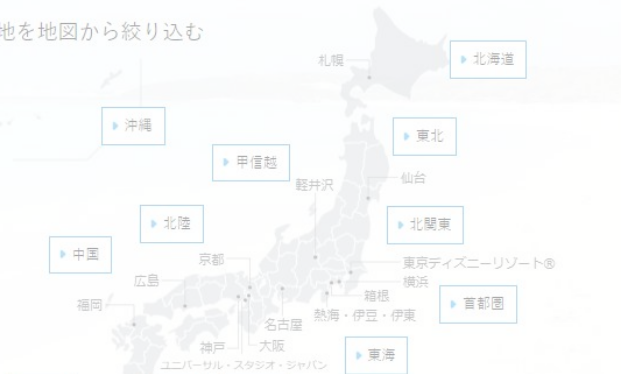 地を地図から絞り込む
札幌
北海道
沖縄
東北
甲信越
仙台
軽井沢
北陸
北関東
中国
京都
東京ディズニーリゾート®
広島
横浜
箱根
首都圏
福岡
熱海・伊豆・伊東
名古屋
神戸
大阪
東海
ユニバーサル・スタジオ・ジャパン